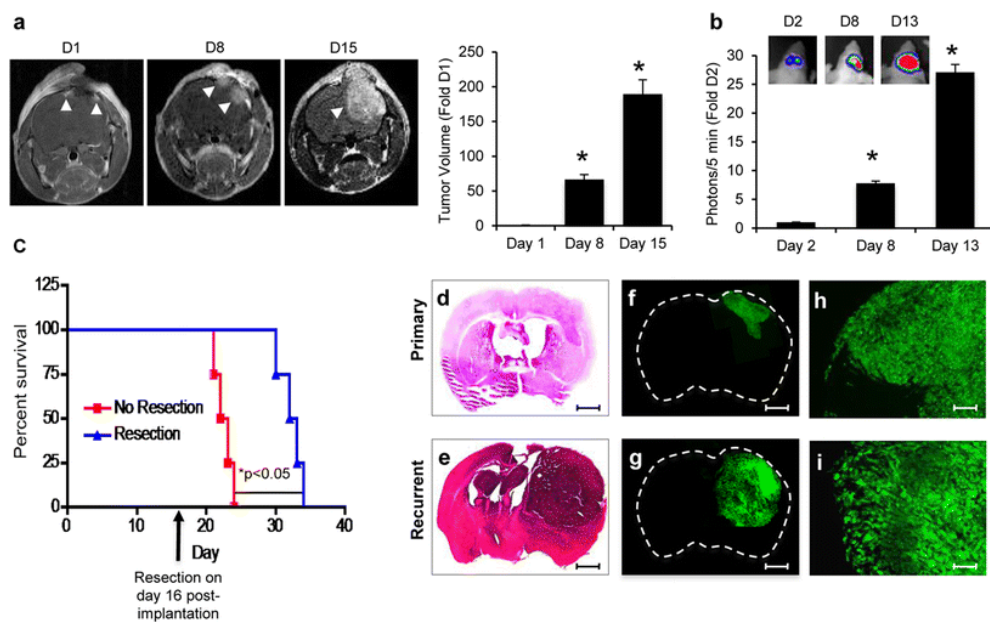 a
D1
D8
D15
Tumor Volume (Fold D1)
250
200
150
100
50
0
Day 1
Day 8
Day 15
*
*
b
D2
D8
D13
Photons/5 min (Fold D2)
30
25
20
15
10
5
0
Day 2
Day 8
Day 13
*
*
C
Percent survival
125
100
75
50
25
0
No Resection
Resection
*p<0.05
0
20
30
40
Day
Resection on
day 16 post-
implantation
Primary
d
f
h
Recurrent
e
g
i